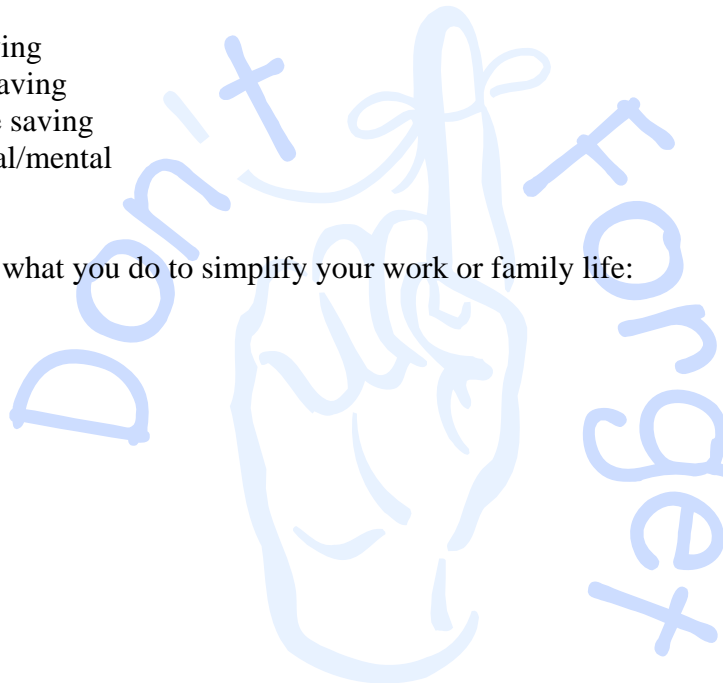 ing
aving
e saving
al/mental
what you do to simplify your work or family life:
Don't Forget